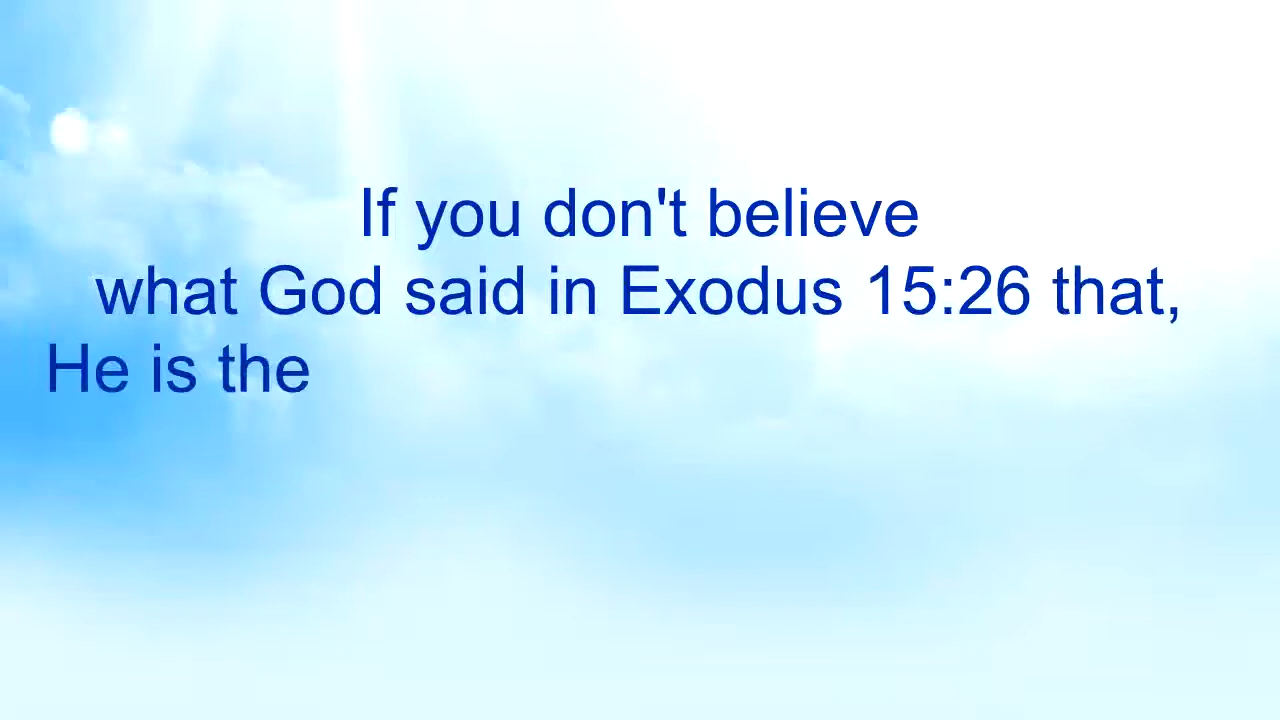 If you don't believe
what God said in Exodus 15:26 that,
He is the